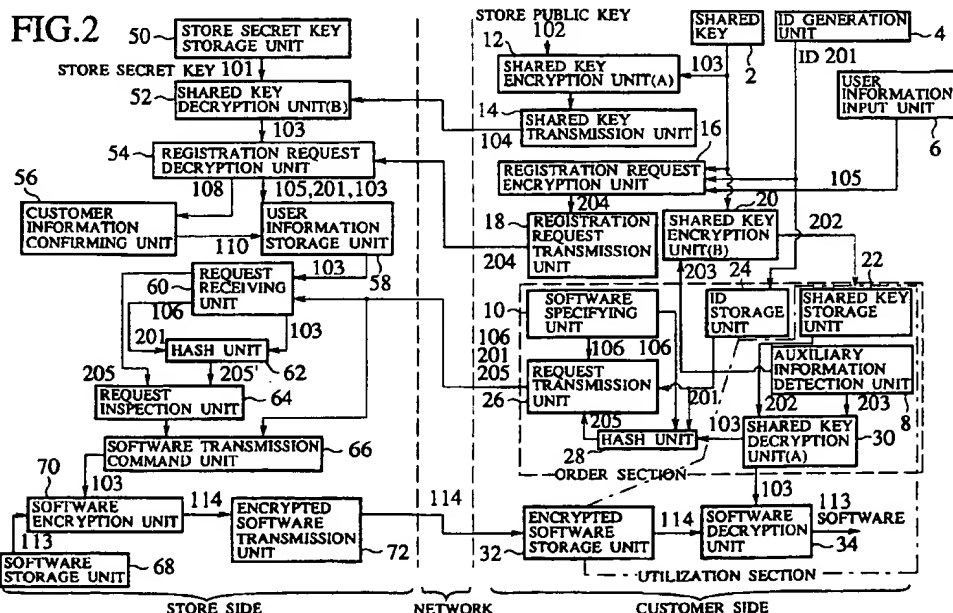 FIG.2
50
STORE SECRET KEY
STORAGE UNIT
STORE SECRET KEY 101
52
SHARED KEY
DECRYPTION UNIT(B)
103
54
REGISTRATION REQUEST
DECRYPTION UNIT
108
105,201,103
56
CUSTOMER
INFORMATION
CONFIRMING UNIT
110
USER
INFORMATION
STORAGE UNIT
58
103
60
REQUEST
RECEIVING
UNIT
106
201
103
HASH UNIT
62
205
205'
REQUEST
INSPECTION UNIT
64
SOFTWARE TRANSMISSION
COMMAND UNIT
66
103
70
SOFTWARE
ENCRYPTION UNIT
114
ENCRYPTED
SOFTWARE
TRANSMISSION
UNIT
72
113
SOFTWARE
STORAGE UNIT
68
STORE SIDE
114
NETWORK
STORE PUBLIC KEY
102
12
SHARED KEY
ENCRYPTION UNIT(A)
103
SHARED
KEY
2
ID GENERATION
UNIT
4
ID 201
USER
INFORMATION
INPUT UNIT
6
14
SHARED KEY
TRANSMISSION UNIT
104
16
REGISTRATION REQUEST
ENCRYPTION UNIT
105
204
18
REGISTRATION
REQUEST
TRANSMISSION
UNIT
204
20
SHARED KEY
ENCRYPTION
UNIT(B)
202
203
24
22
10
SOFTWARE
SPECIFYING
UNIT
ID
STORAGE
UNIT
SHARED KEY
STORAGE
UNIT
106
201
205
106
106
REQUEST
TRANSMISSION
UNIT
26
201
AUXILIARY
INFORMATION
DETECTION UNIT
8
202
203
205
HASH UNIT
28
103
SHARED KEY
DECRYPTION
UNIT(A)
30
ORDER SECTION
103
ENCRYPTED
SOFTWARE
STORAGE UNIT
32
114
SOFTWARE
DECRYPTION
UNIT
34
113
SOFTWARE
UTILIZATION SECTION
CUSTOMER SIDE